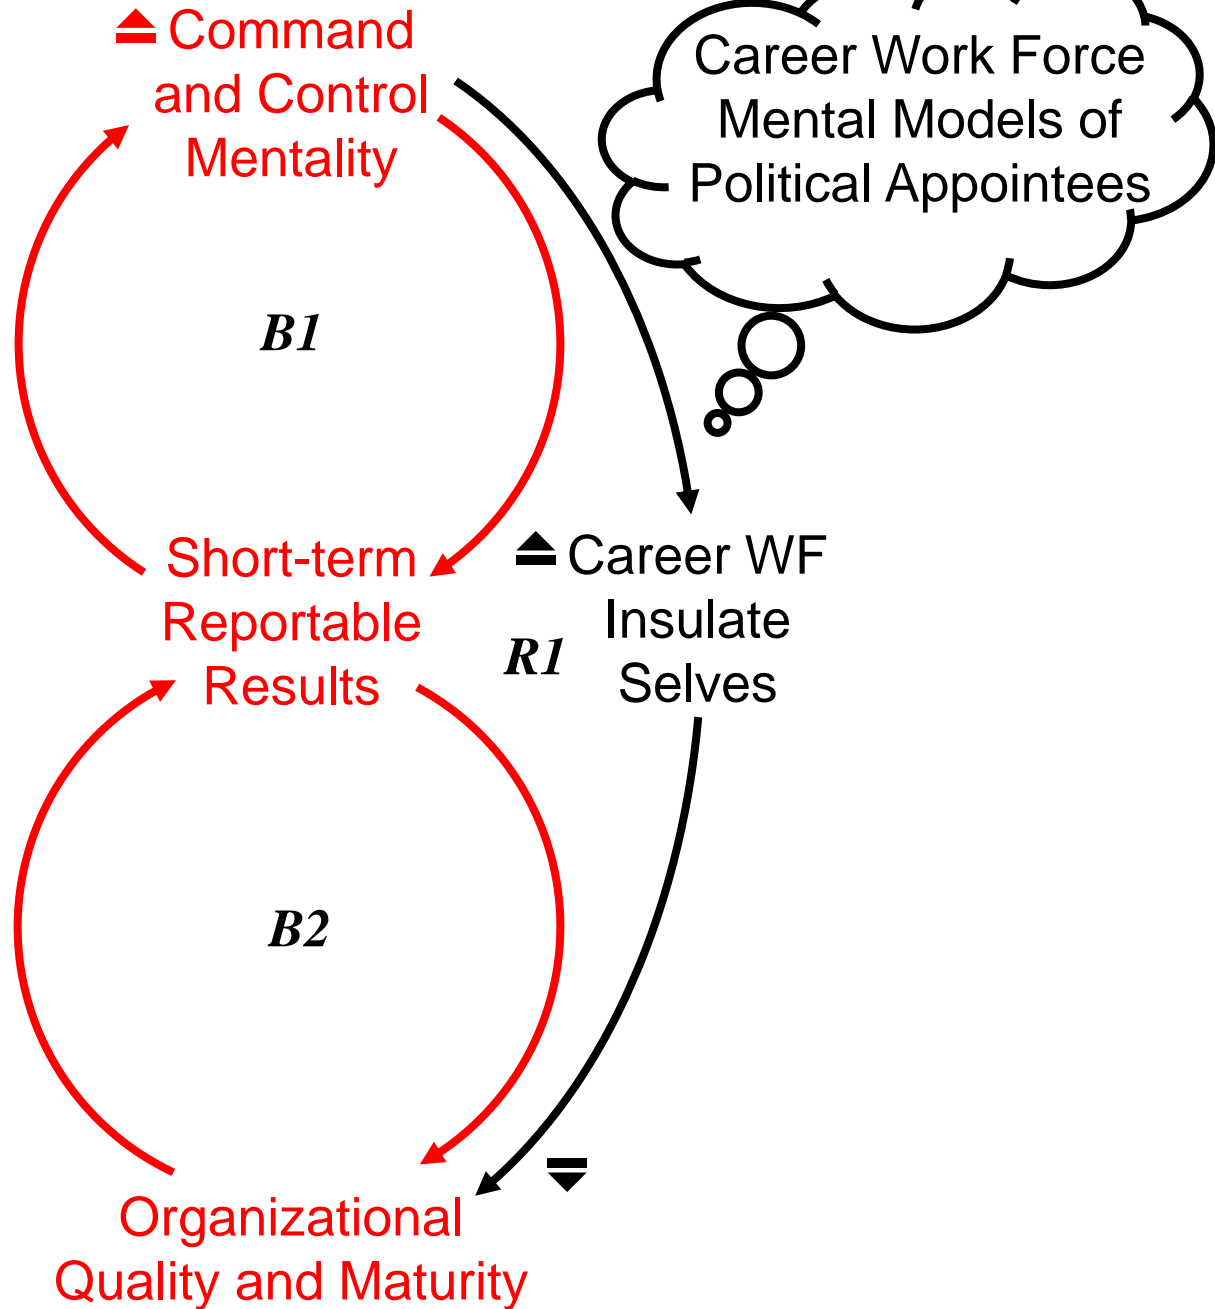 Command
and Control
Mentality
Career Work Force
Mental Models of
Political Appointees
B1
Short-term
Reportable
Results
Career WF
Insulate
Selves
R1
B2
Organizational
Quality and Maturity